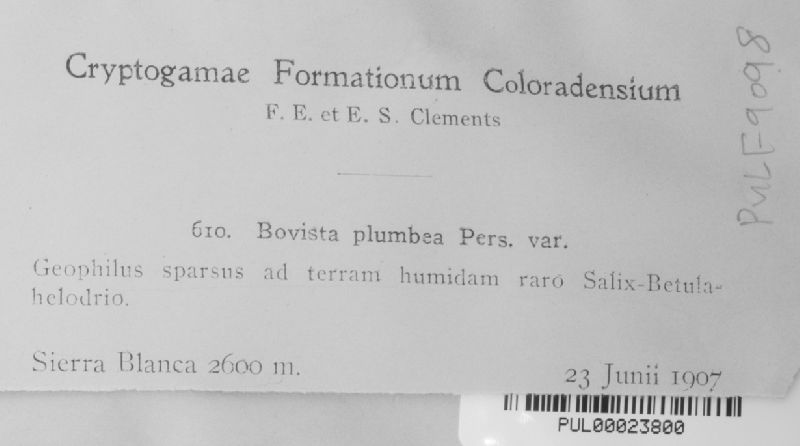 Cryptogamae Formationum Coloradensium
F. E. et E. S. Clements
610. Bovista plumbea Pers. var.
Geophilus sparsus ad terram humidam raro Salix-Betula-
helodrio.
Sierra Blanca 2600 m.
23 Junii 1907
PUL F9098
PUL00023800